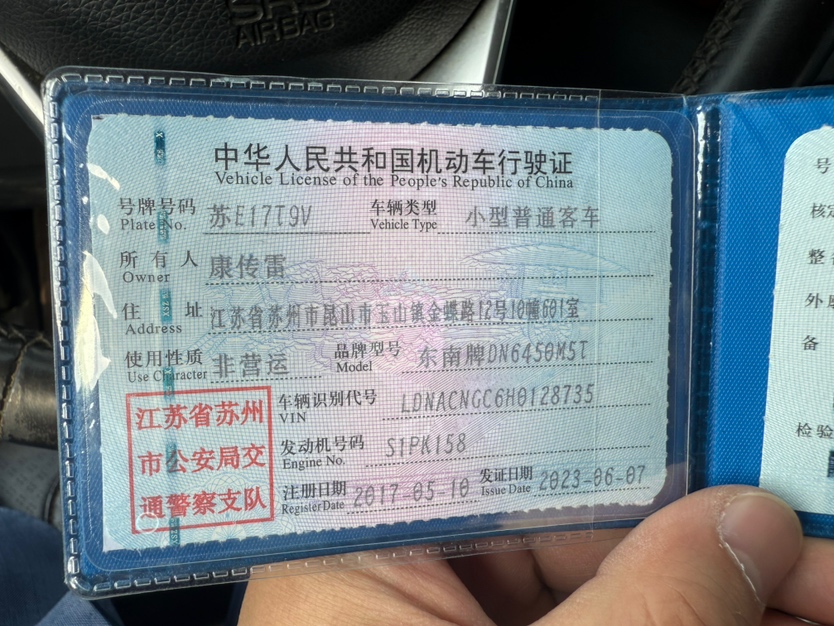 SRS
AIRBAG
中华人民共和国机动车行驶证
Vehicle License of the People's Republic of China
号牌号码 苏E17T9V 车辆类型 小型普通客车
Plate No. Vehicle Type
所有人 康传雷
Owner
住址 江苏省苏州市昆山市玉山镇金蝶路12号10幢601室
Address
使用性质 非营运 品牌型号 东南牌DN6450M5T
Use Character Model
江苏省苏州
市公安局交
通警察支队
车辆识别代号 LDNACNGC6H0128735
VIN
发动机号码 S1PK158
Engine No.
注册日期 2017-05-10 发证日期 2023-06-07
Register Date Issue Date
号
核定
整
外
备
检验